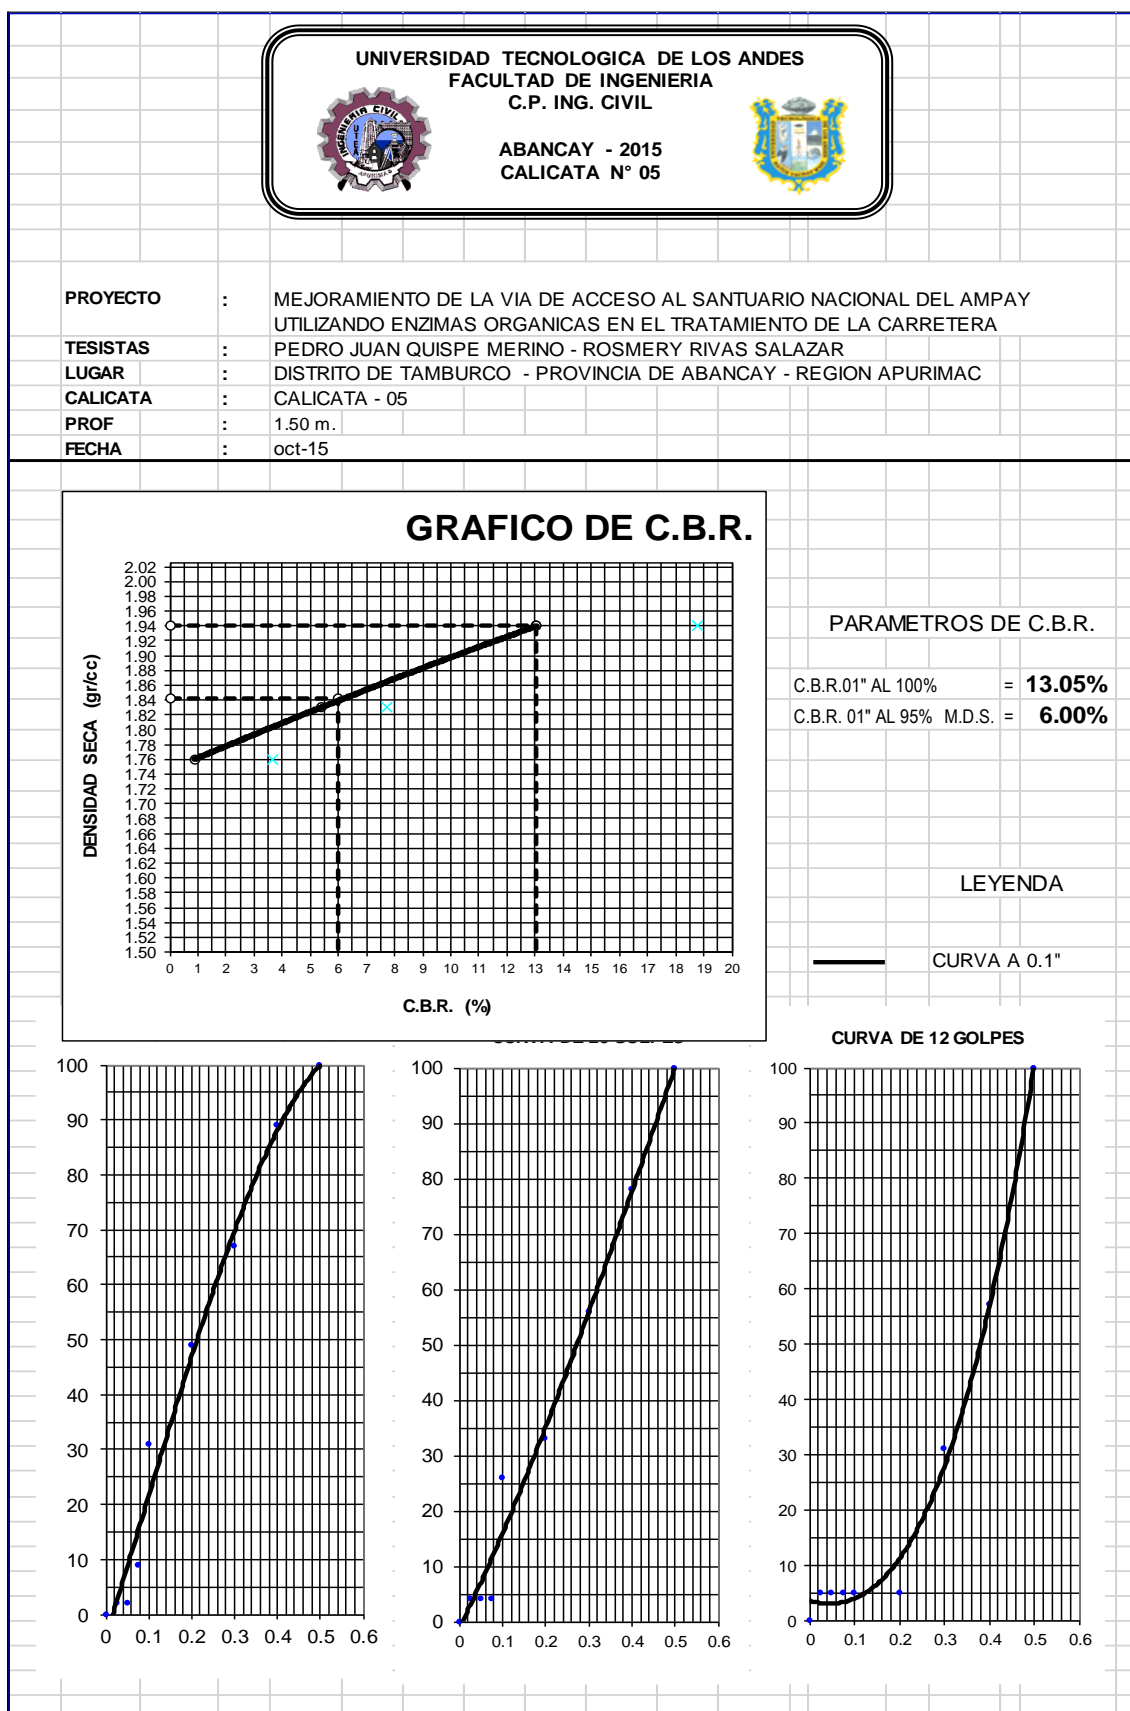 UNIVERSIDAD TECNOLOGICA DE LOS ANDES
FACULTAD DE INGENIERIA
C.P. ING. CIVIL
INGENIERIA CIVIL
UTEA
APURIMAC
ABANCAY - 2015
CALICATA N° 05
PROYECTO : MEJORAMIENTO DE LA VIA DE ACCESO AL SANTUARIO NACIONAL DEL AMPAY
UTILIZANDO ENZIMAS ORGANICAS EN EL TRATAMIENTO DE LA CARRETERA
TESISTAS : PEDRO JUAN QUISPE MERINO - ROSMERY RIVAS SALAZAR
LUGAR : DISTRITO DE TAMBURCO - PROVINCIA DE ABANCAY - REGION APURIMAC
CALICATA : CALICATA - 05
PROF : 1.50 m.
FECHA : oct-15
GRAFICO DE C.B.R.
2.02
2.00
1.98
1.96
1.94
1.92
1.90
1.88
1.86
1.84
1.82
1.80
1.78
1.76
1.74
1.72
1.70
1.68
1.66
1.64
1.62
1.60
1.58
1.56
1.54
1.52
1.50
DENSIDAD SECA (gr/cc)
0 1 2 3 4 5 6 7 8 9 10 11 12 13 14 15 16 17 18 19 20
C.B.R. (%)
PARAMETROS DE C.B.R.
C.B.R.01" AL 100% = 13.05%
C.B.R. 01" AL 95% M.D.S. = 6.00%
LEYENDA
CURVA A 0.1"
100
90
80
70
60
50
40
30
20
10
0
0 0.1 0.2 0.3 0.4 0.5 0.6
100
90
80
70
60
50
40
30
20
10
0
0 0.1 0.2 0.3 0.4 0.5 0.6
CURVA DE 12 GOLPES
100
90
80
70
60
50
40
30
20
10
0
0 0.1 0.2 0.3 0.4 0.5 0.6